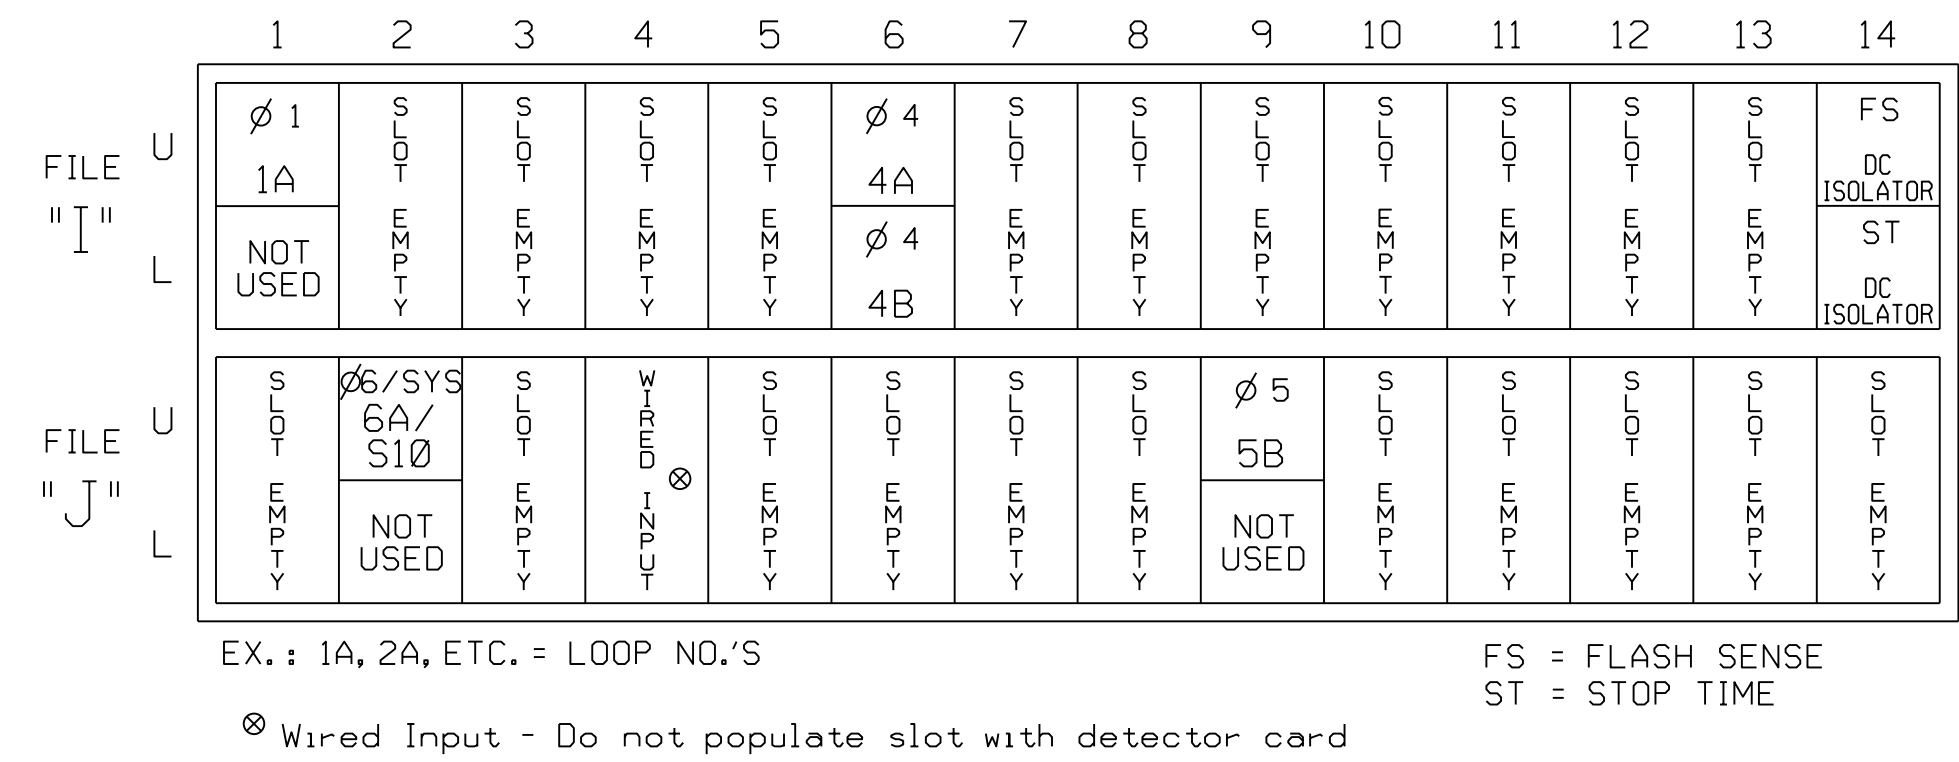 1 2 3 4 5 6 7 8 9 10 11 12 13 14
FILE "I"
U
L
Ø 1
1A
NOT
USED
SLOT EMPTY
SLOT EMPTY
SLOT EMPTY
SLOT EMPTY
Ø 4
4A
Ø 4
4B
SLOT EMPTY
SLOT EMPTY
SLOT EMPTY
SLOT EMPTY
SLOT EMPTY
SLOT EMPTY
SLOT EMPTY
FS
DC
ISOLATOR
ST
DC
ISOLATOR
FILE "J"
U
L
SLOT EMPTY
Ø6/SYS
6A/
S10
NOT
USED
SLOT EMPTY
WIRED INPUT ⊗
SLOT EMPTY
SLOT EMPTY
SLOT EMPTY
SLOT EMPTY
Ø 5
5B
NOT
USED
SLOT EMPTY
SLOT EMPTY
SLOT EMPTY
SLOT EMPTY
SLOT EMPTY
EX.: 1A, 2A, ETC. = LOOP NO.'S
FS = FLASH SENSE
ST = STOP TIME
⊗ Wired Input - Do not populate slot with detector card